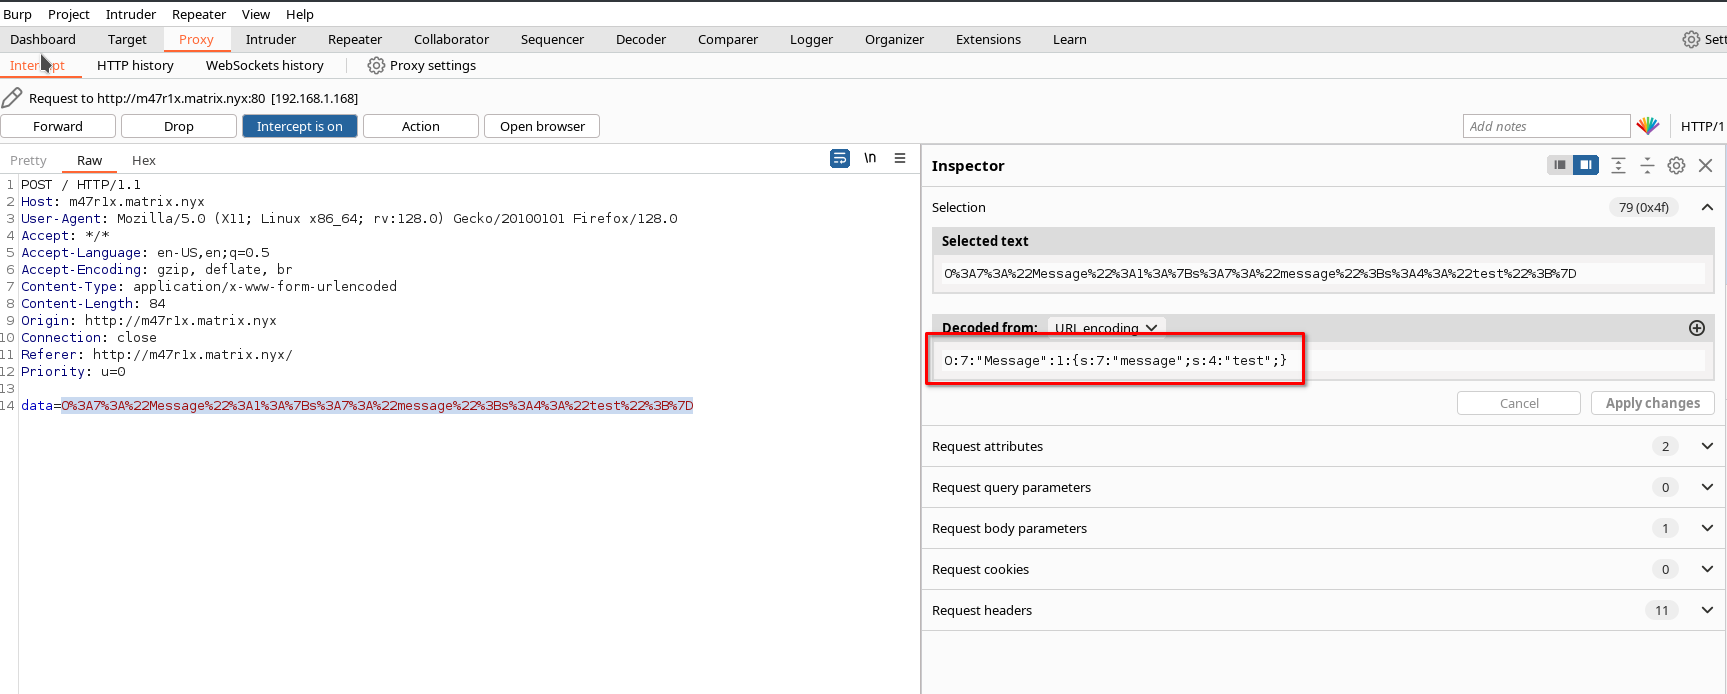 Burp Project Intruder Repeater View Help
Dashboard Target Proxy Intruder Repeater Collaborator Sequencer Decoder Comparer Logger Organizer Extensions Learn Sett
Intercept HTTP history WebSockets history Proxy settings
Request to http://m47r1x.matrix.nyx:80 [192.168.1.168]
Forward Drop Intercept is on Action Open browser Add notes HTTP/1
Pretty Raw Hex \n
1 POST / HTTP/1.1
2 Host: m47r1x.matrix.nyx
3 User-Agent: Mozilla/5.0 (X11; Linux x86_64; rv:128.0) Gecko/20100101 Firefox/128.0
4 Accept: */*
5 Accept-Language: en-US,en;q=0.5
6 Accept-Encoding: gzip, deflate, br
7 Content-Type: application/x-www-form-urlencoded
8 Content-Length: 84
9 Origin: http://m47r1x.matrix.nyx
10 Connection: close
11 Referer: http://m47r1x.matrix.nyx/
12 Priority: u=0
13
14 data=O%3A7%3A%22Message%22%3A1%3A%7Bs%3A7%3A%22message%22%3Bs%3A4%3A%22test%22%3B%7D
Inspector
Selection 79 (0x4f)
Selected text
O%3A7%3A%22Message%22%3A1%3A%7Bs%3A7%3A%22message%22%3Bs%3A4%3A%22test%22%3B%7D
Decoded from: URL encoding
O:7:"Message":1:{s:7:"message";s:4:"test";}
Cancel Apply changes
Request attributes 2
Request query parameters 0
Request body parameters 1
Request cookies 0
Request headers 11